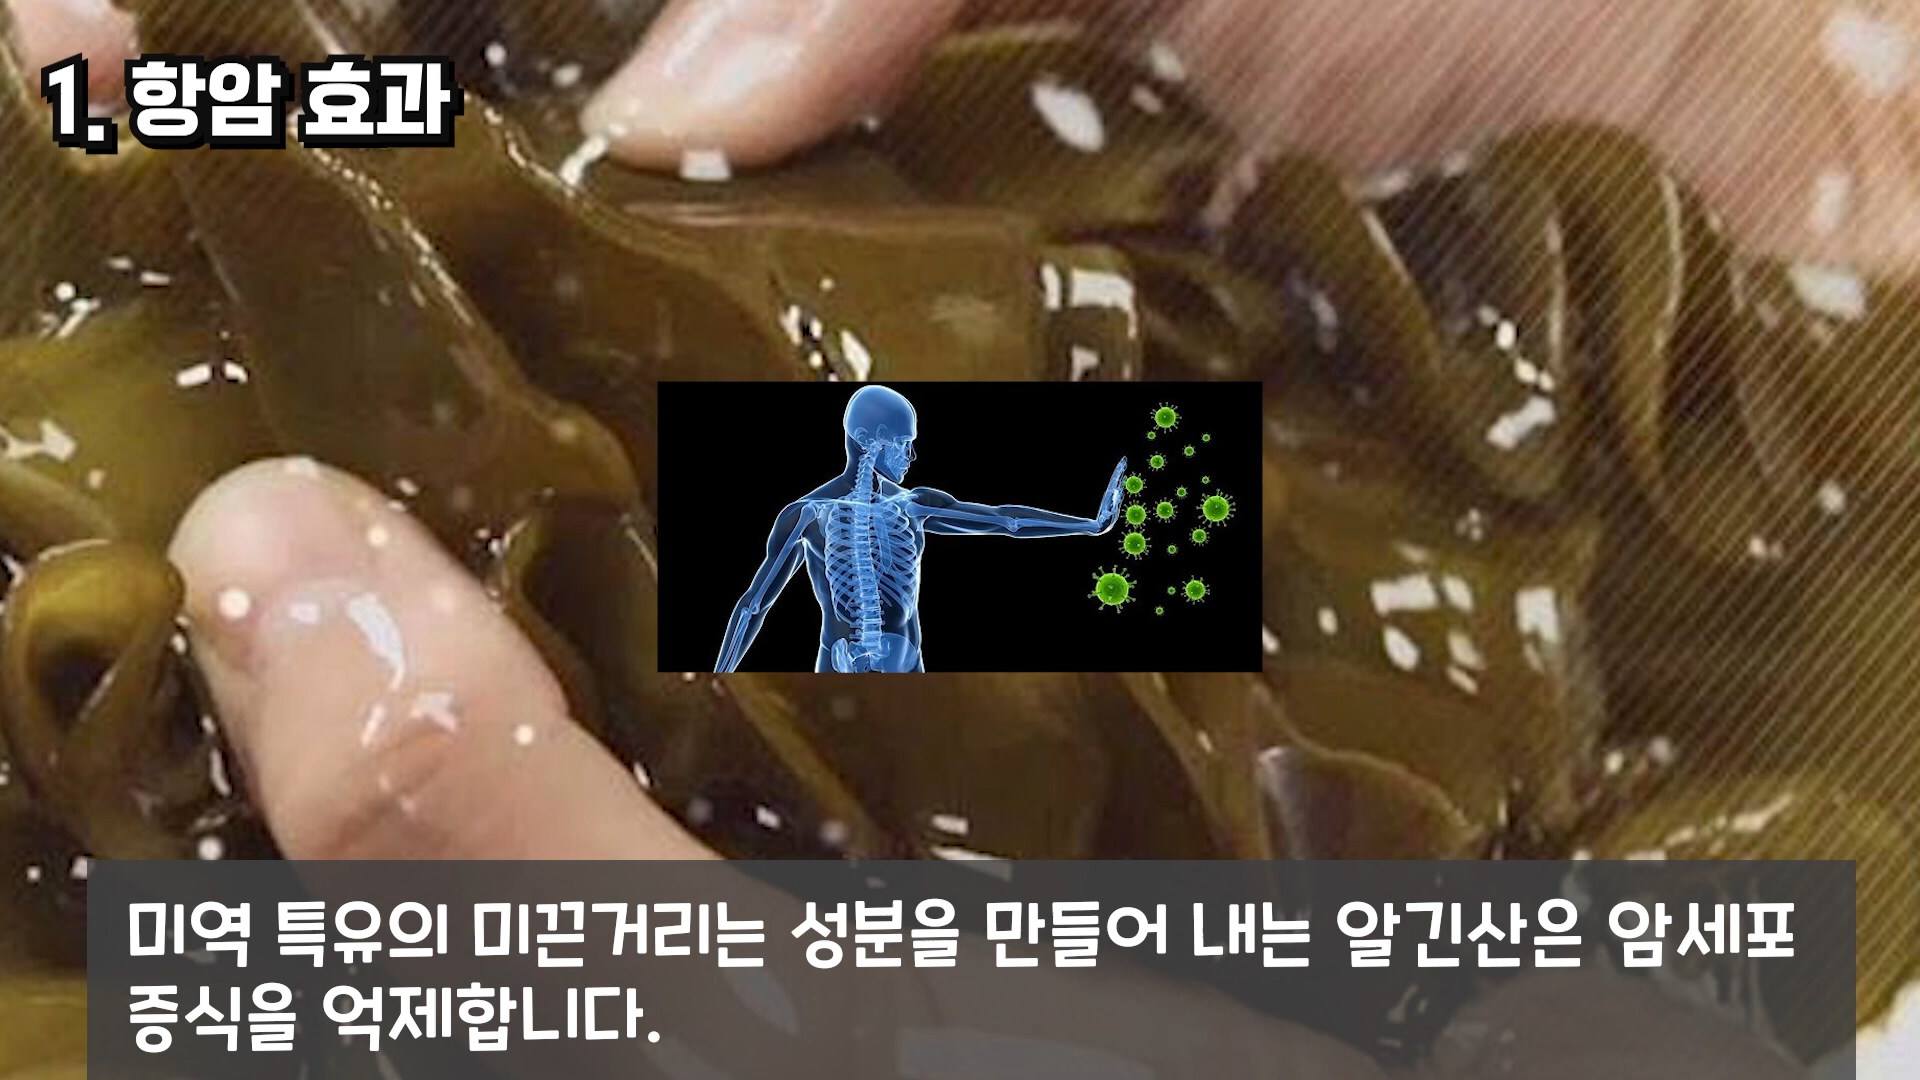 1. 항암 효과
미역 특유의 미끈거리는 성분을 만들어 내는 알긴산은 암세포
증식을 억제합니다.